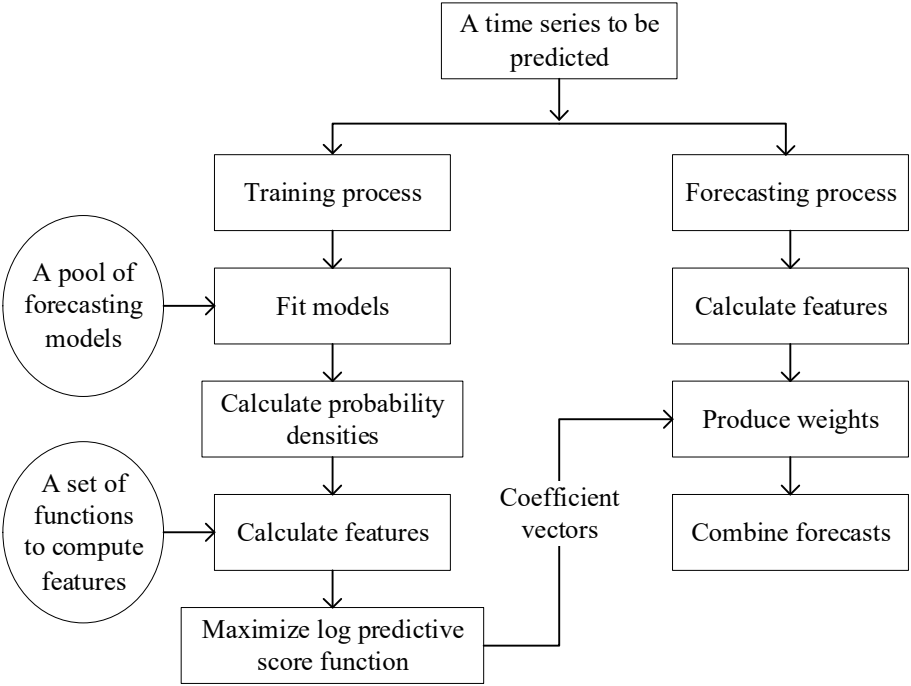 A time series to be
predicted
Training process
Forecasting process
A pool of
forecasting
models
Fit models
Calculate features
Calculate probability
densities
Produce weights
A set of
functions
to compute
features
Coefficient
vectors
Calculate features
Combine forecasts
Maximize log predictive
score function